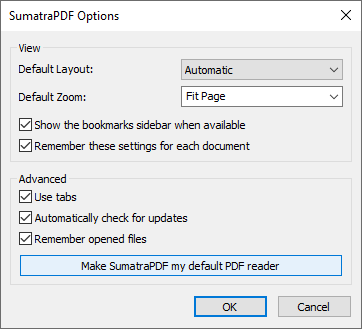 SumatraPDF Options
View
Default Layout: Automatic
Default Zoom: Fit Page
Show the bookmarks sidebar when available
Remember these settings for each document
Advanced
Use tabs
Automatically check for updates
Remember opened files
Make SumatraPDF my default PDF reader
OK Cancel